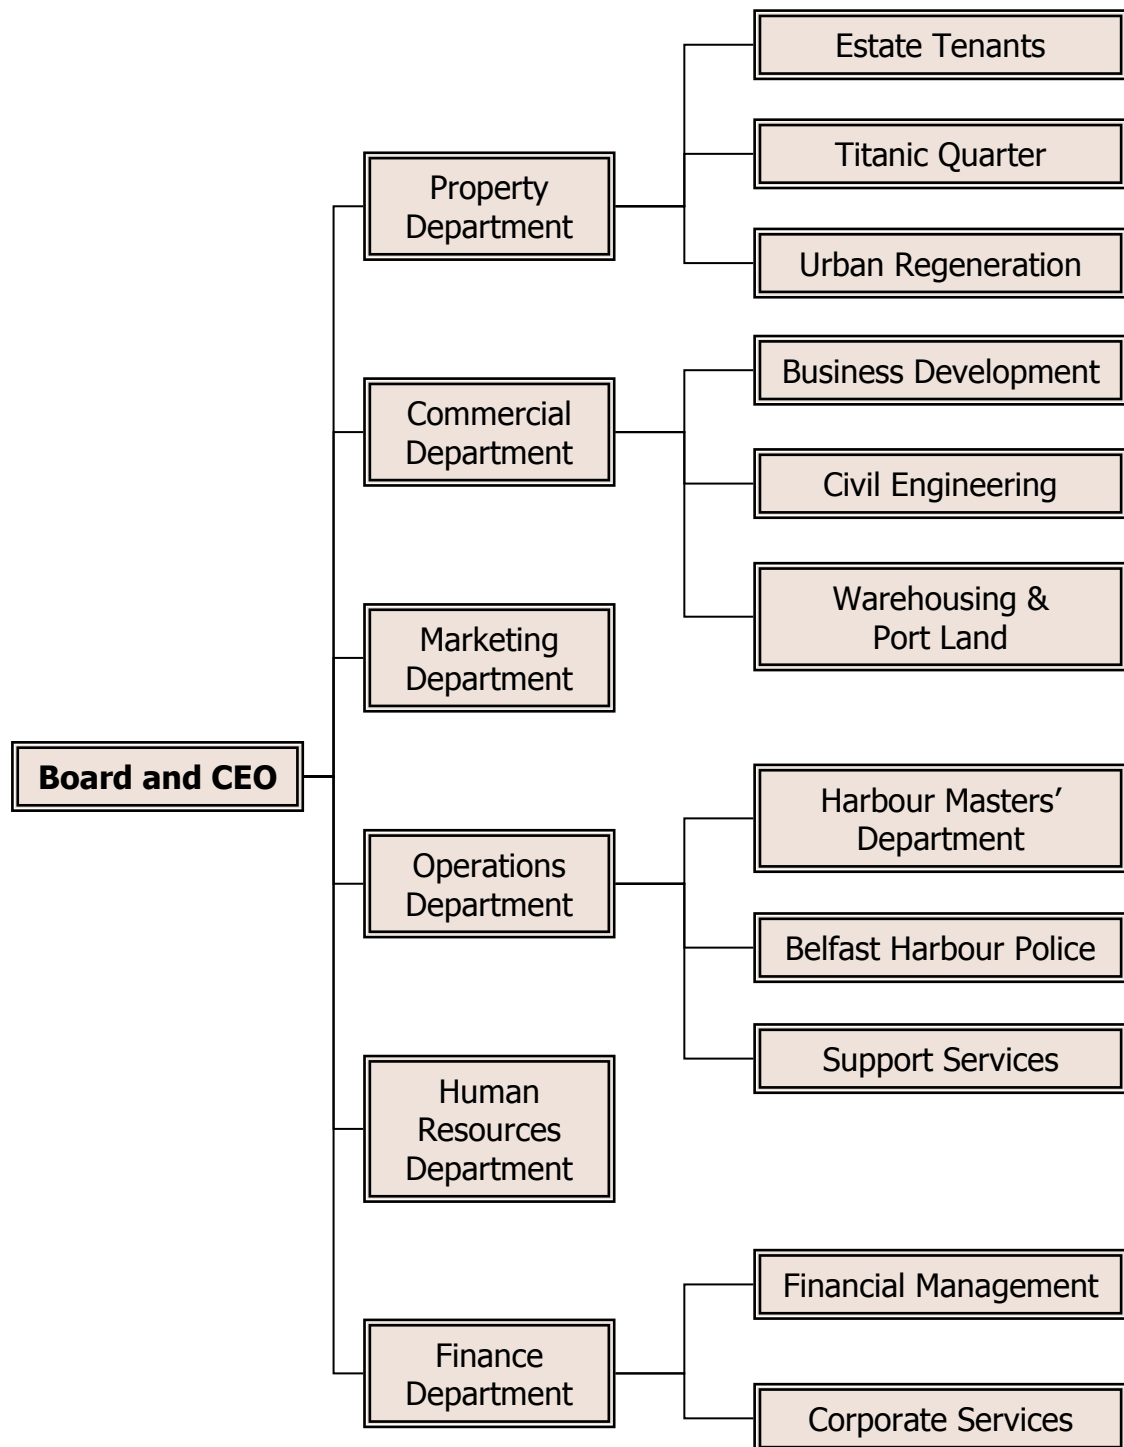 Estate Tenants
Titanic Quarter
Property
Department
Urban Regeneration
Business Development
Commercial
Department
Civil Engineering
Warehousing &
Port Land
Marketing
Department
Board and CEO
Harbour Masters’
Department
Operations
Department
Belfast Harbour Police
Support Services
Human
Resources
Department
Financial Management
Finance
Department
Corporate Services